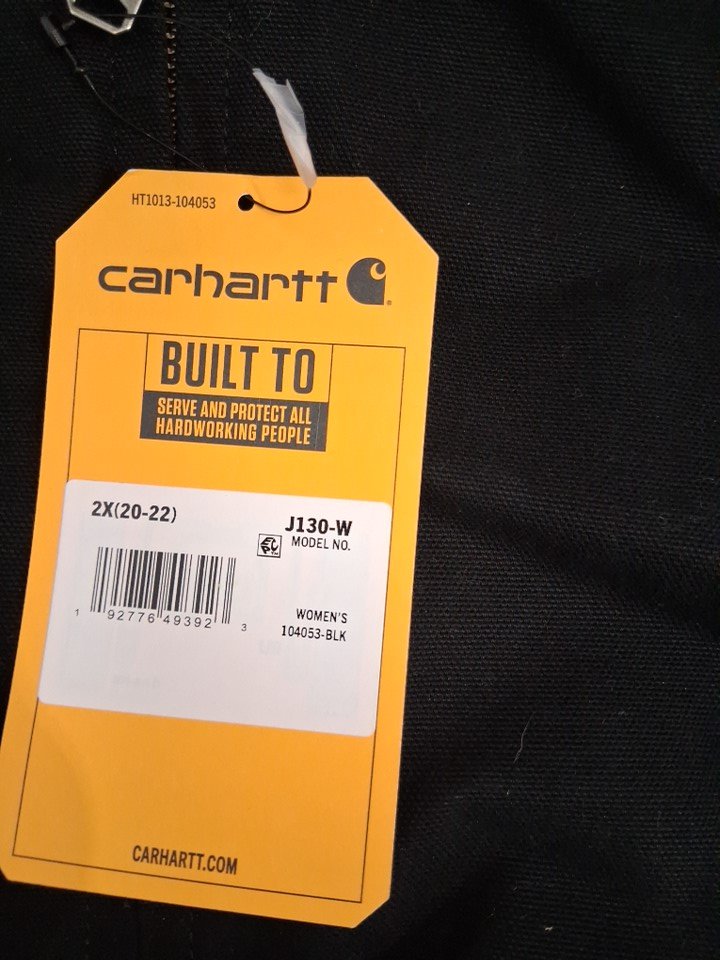 HT1013-104053
carhartt
BUILT TO
SERVE AND PROTECT ALL
HARDWORKING PEOPLE
2X(20-22)
J130-W
MODEL NO.
1 92776 49392 3
WOMEN'S
104053-BLK
CARHARTT.COM